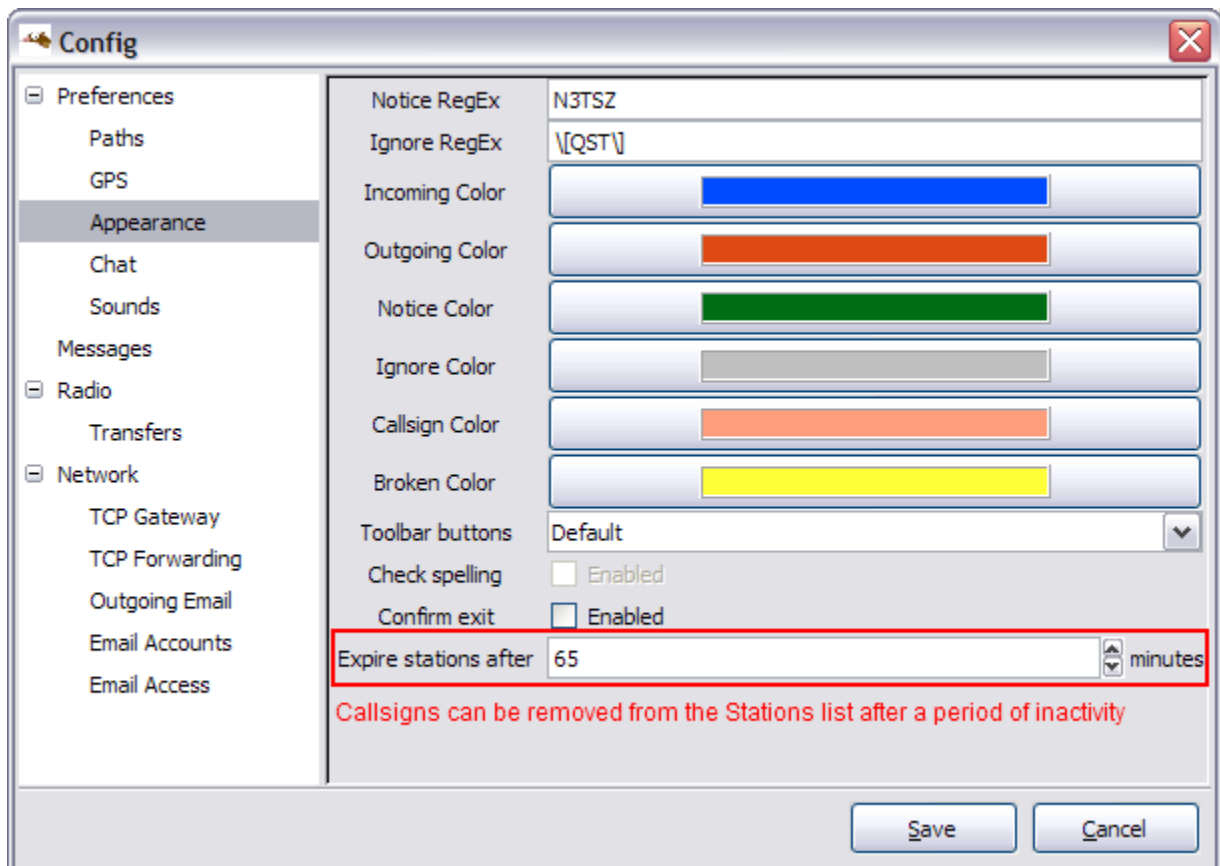 Config
Preferences
Paths
GPS
Appearance
Chat
Sounds
Messages
Radio
Transfers
Network
TCP Gateway
TCP Forwarding
Outgoing Email
Email Accounts
Email Access
Notice RegEx N3TSZ
Ignore RegEx \[QST\]
Incoming Color
Outgoing Color
Notice Color
Ignore Color
Callsign Color
Broken Color
Toolbar buttons Default
Check spelling Enabled
Confirm exit Enabled
Expire stations after 65 minutes
Callsigns can be removed from the Stations list after a period of inactivity
Save Cancel